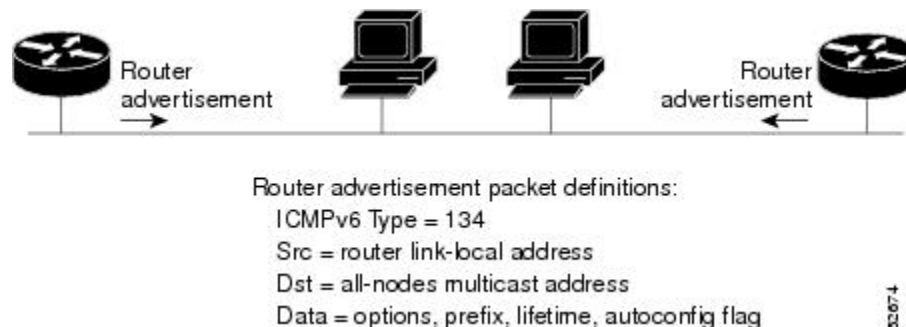 Router
advertisement
Router
advertisement
Router advertisement packet definitions:
ICMPv6 Type = 134
Src = router link-local address
Dst = all-nodes multicast address
Data = options, prefix, lifetime, autoconfig flag
52674